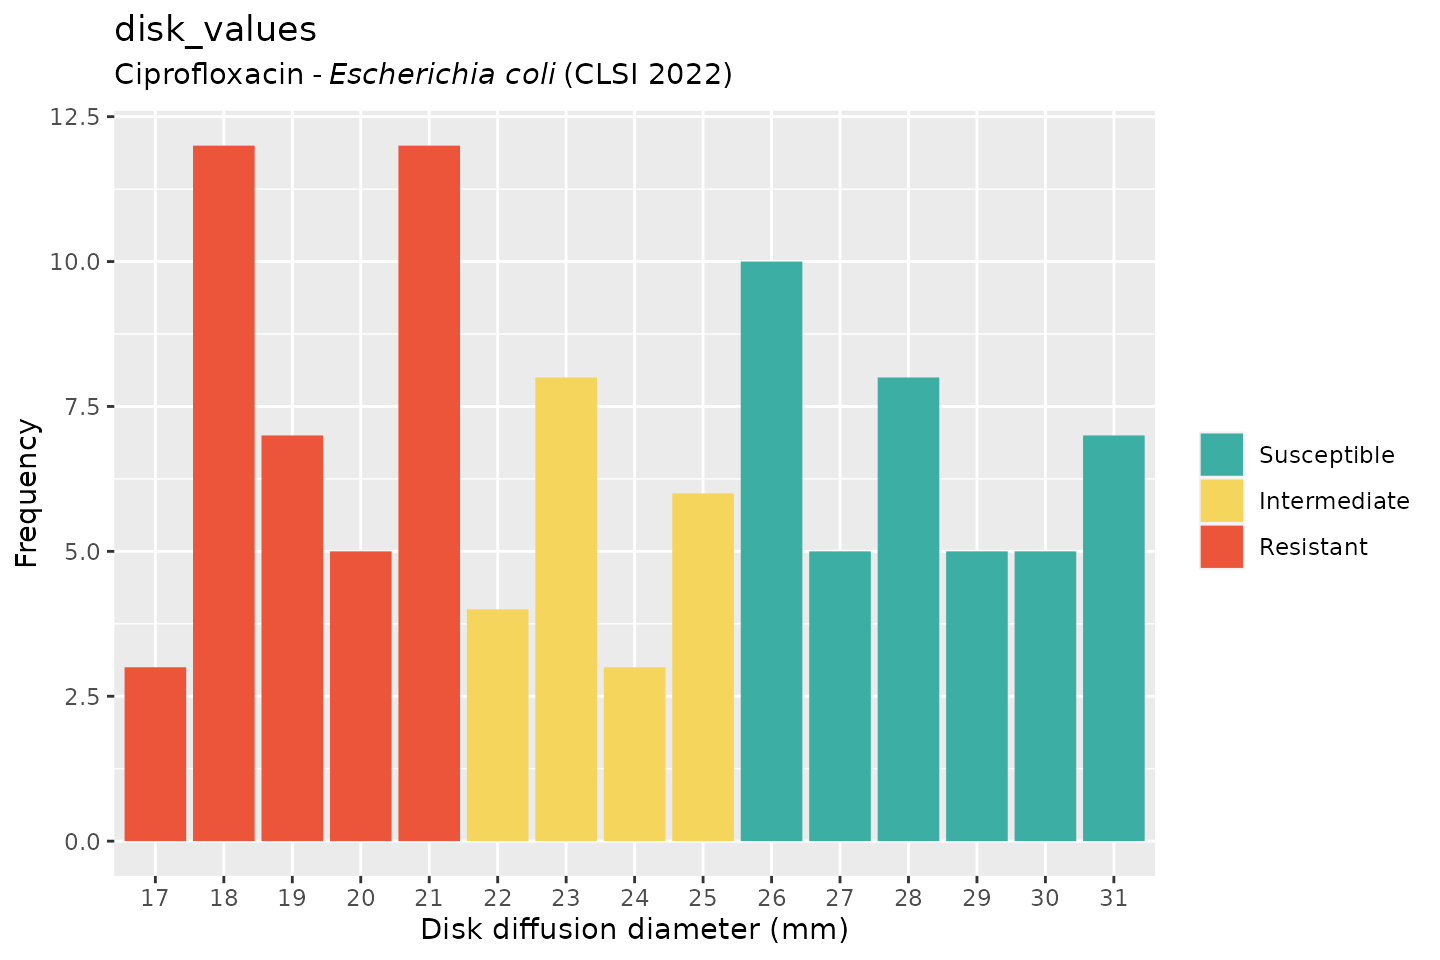 disk_values
Ciprofloxacin - Escherichia coli (CLSI 2022)
Frequency
12.5
10.0
7.5
5.0
2.5
0.0
17 18 19 20 21 22 23 24 25 26 27 28 29 30 31
Disk diffusion diameter (mm)
Susceptible
Intermediate
Resistant